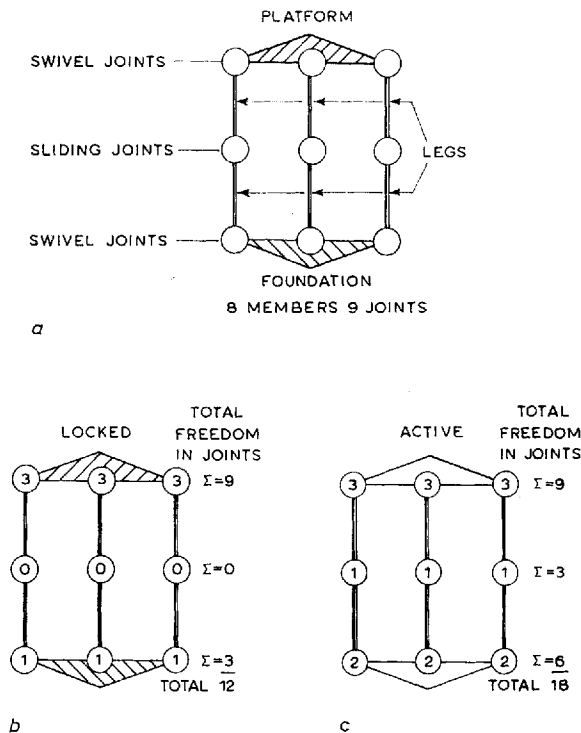 PLATFORM
SWIVEL JOINTS
SLIDING JOINTS
LEGS
SWIVEL JOINTS
FOUNDATION
8 MEMBERS 9 JOINTS
a
LOCKED
TOTAL
FREEDOM
IN JOINTS
3 3 3 Σ=9
0 0 0 Σ=0
1 1 1 Σ=3
TOTAL 12
b
ACTIVE
TOTAL
FREEDOM
IN JOINTS
3 3 3 Σ=9
1 1 1 Σ=3
2 2 2 Σ=6
TOTAL 18
c